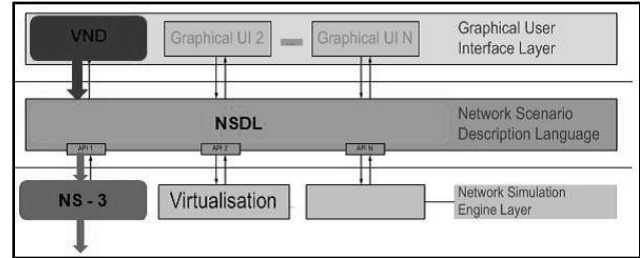 VND
Graphical UI 2
Graphical UI N
Graphical User
Interface Layer
NSDL
Network Scenario
Description Language
API 1
API 2
API N
NS - 3
Virtualisation
Network Simulation
Engine Layer